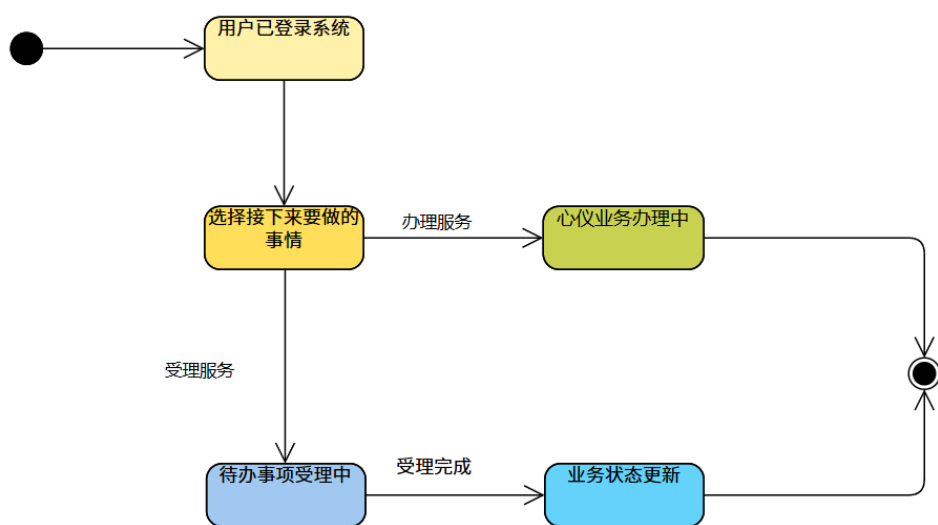 用户已登录系统
选择接下来要做的
事情
办理服务
心仪业务办理中
受理服务
待办事项受理中
受理完成
业务状态更新